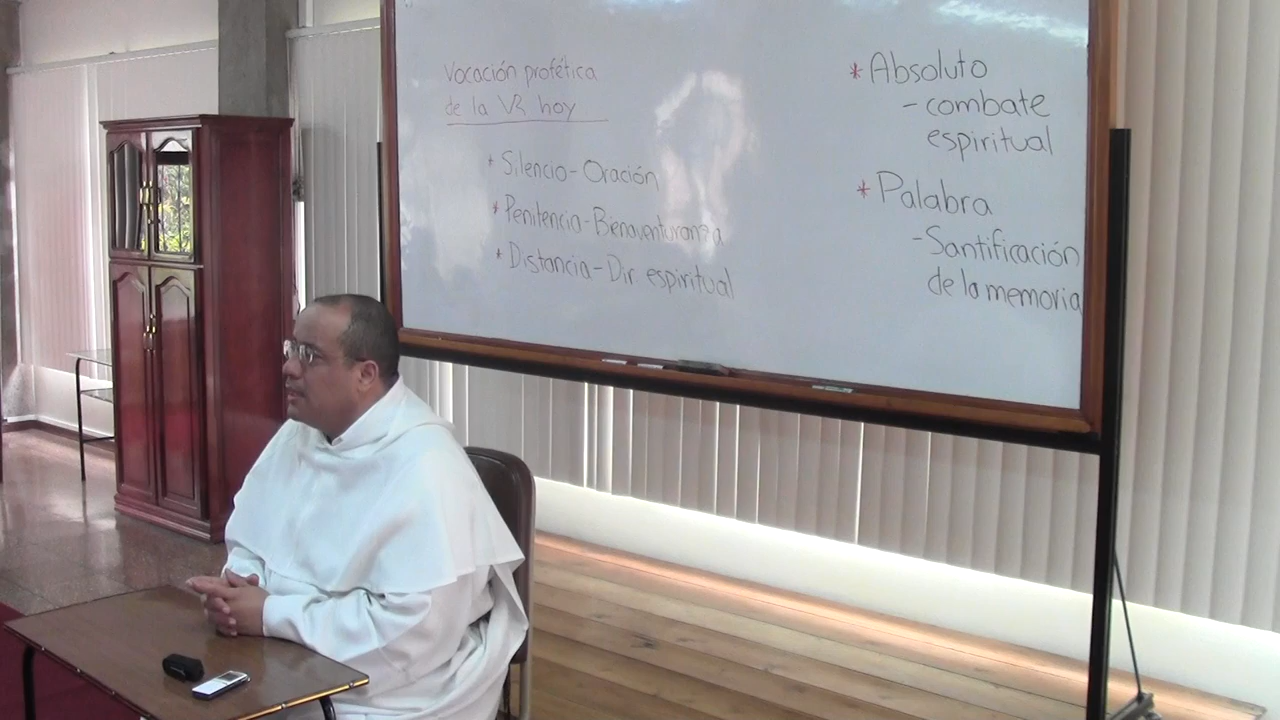 Vocación profética
de la VR hoy
* Silencio - Oración
* Penitencia - Bienaventuranza
* Distancia - Dir espiritual
* Absoluto
- combate
espiritual
* Palabra
- Santificación
de la memoria